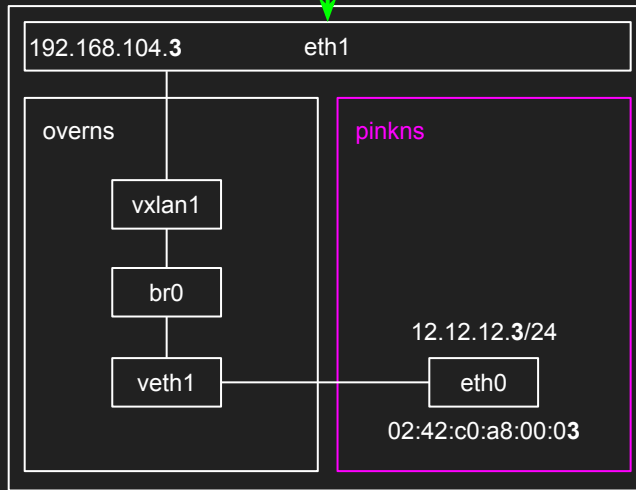 192.168.104.3 eth1
overns
pinkns
vxlan1
br0
12.12.12.3/24
veth1
eth0
02:42:c0:a8:00:03